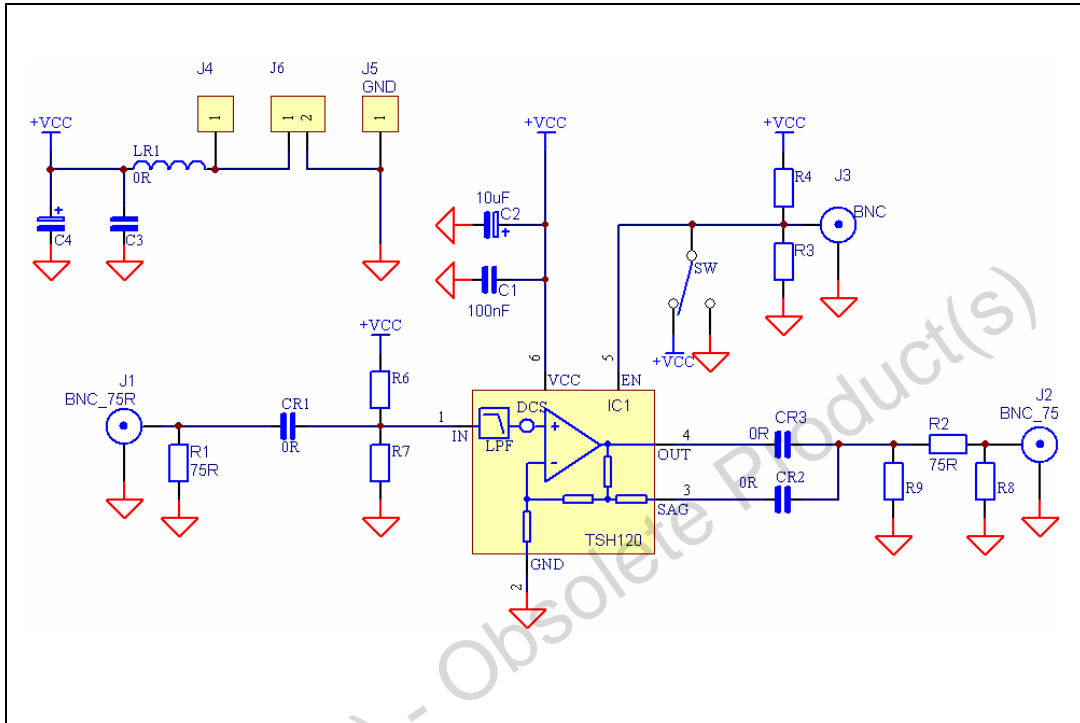 J4
J6
J5
GND
1
1
2
1
+VCC
LR1
0R
+
C4
C3
+VCC
10uF
C2
+
C1
100nF
+VCC
R4
J3
BNC
R3
SW
+VCC
6
5
VCC
EN
IC1
J1
BNC_75R
R1
75R
CR1
0R
+VCC
R6
R7
1
IN
LPF
DCS
+
-
4
OUT
3
SAG
TSH120
GND
2
0R
CR3
0R
CR2
R2
75R
R9
R8
J2
BNC_75
) - Obsolete Product(s)